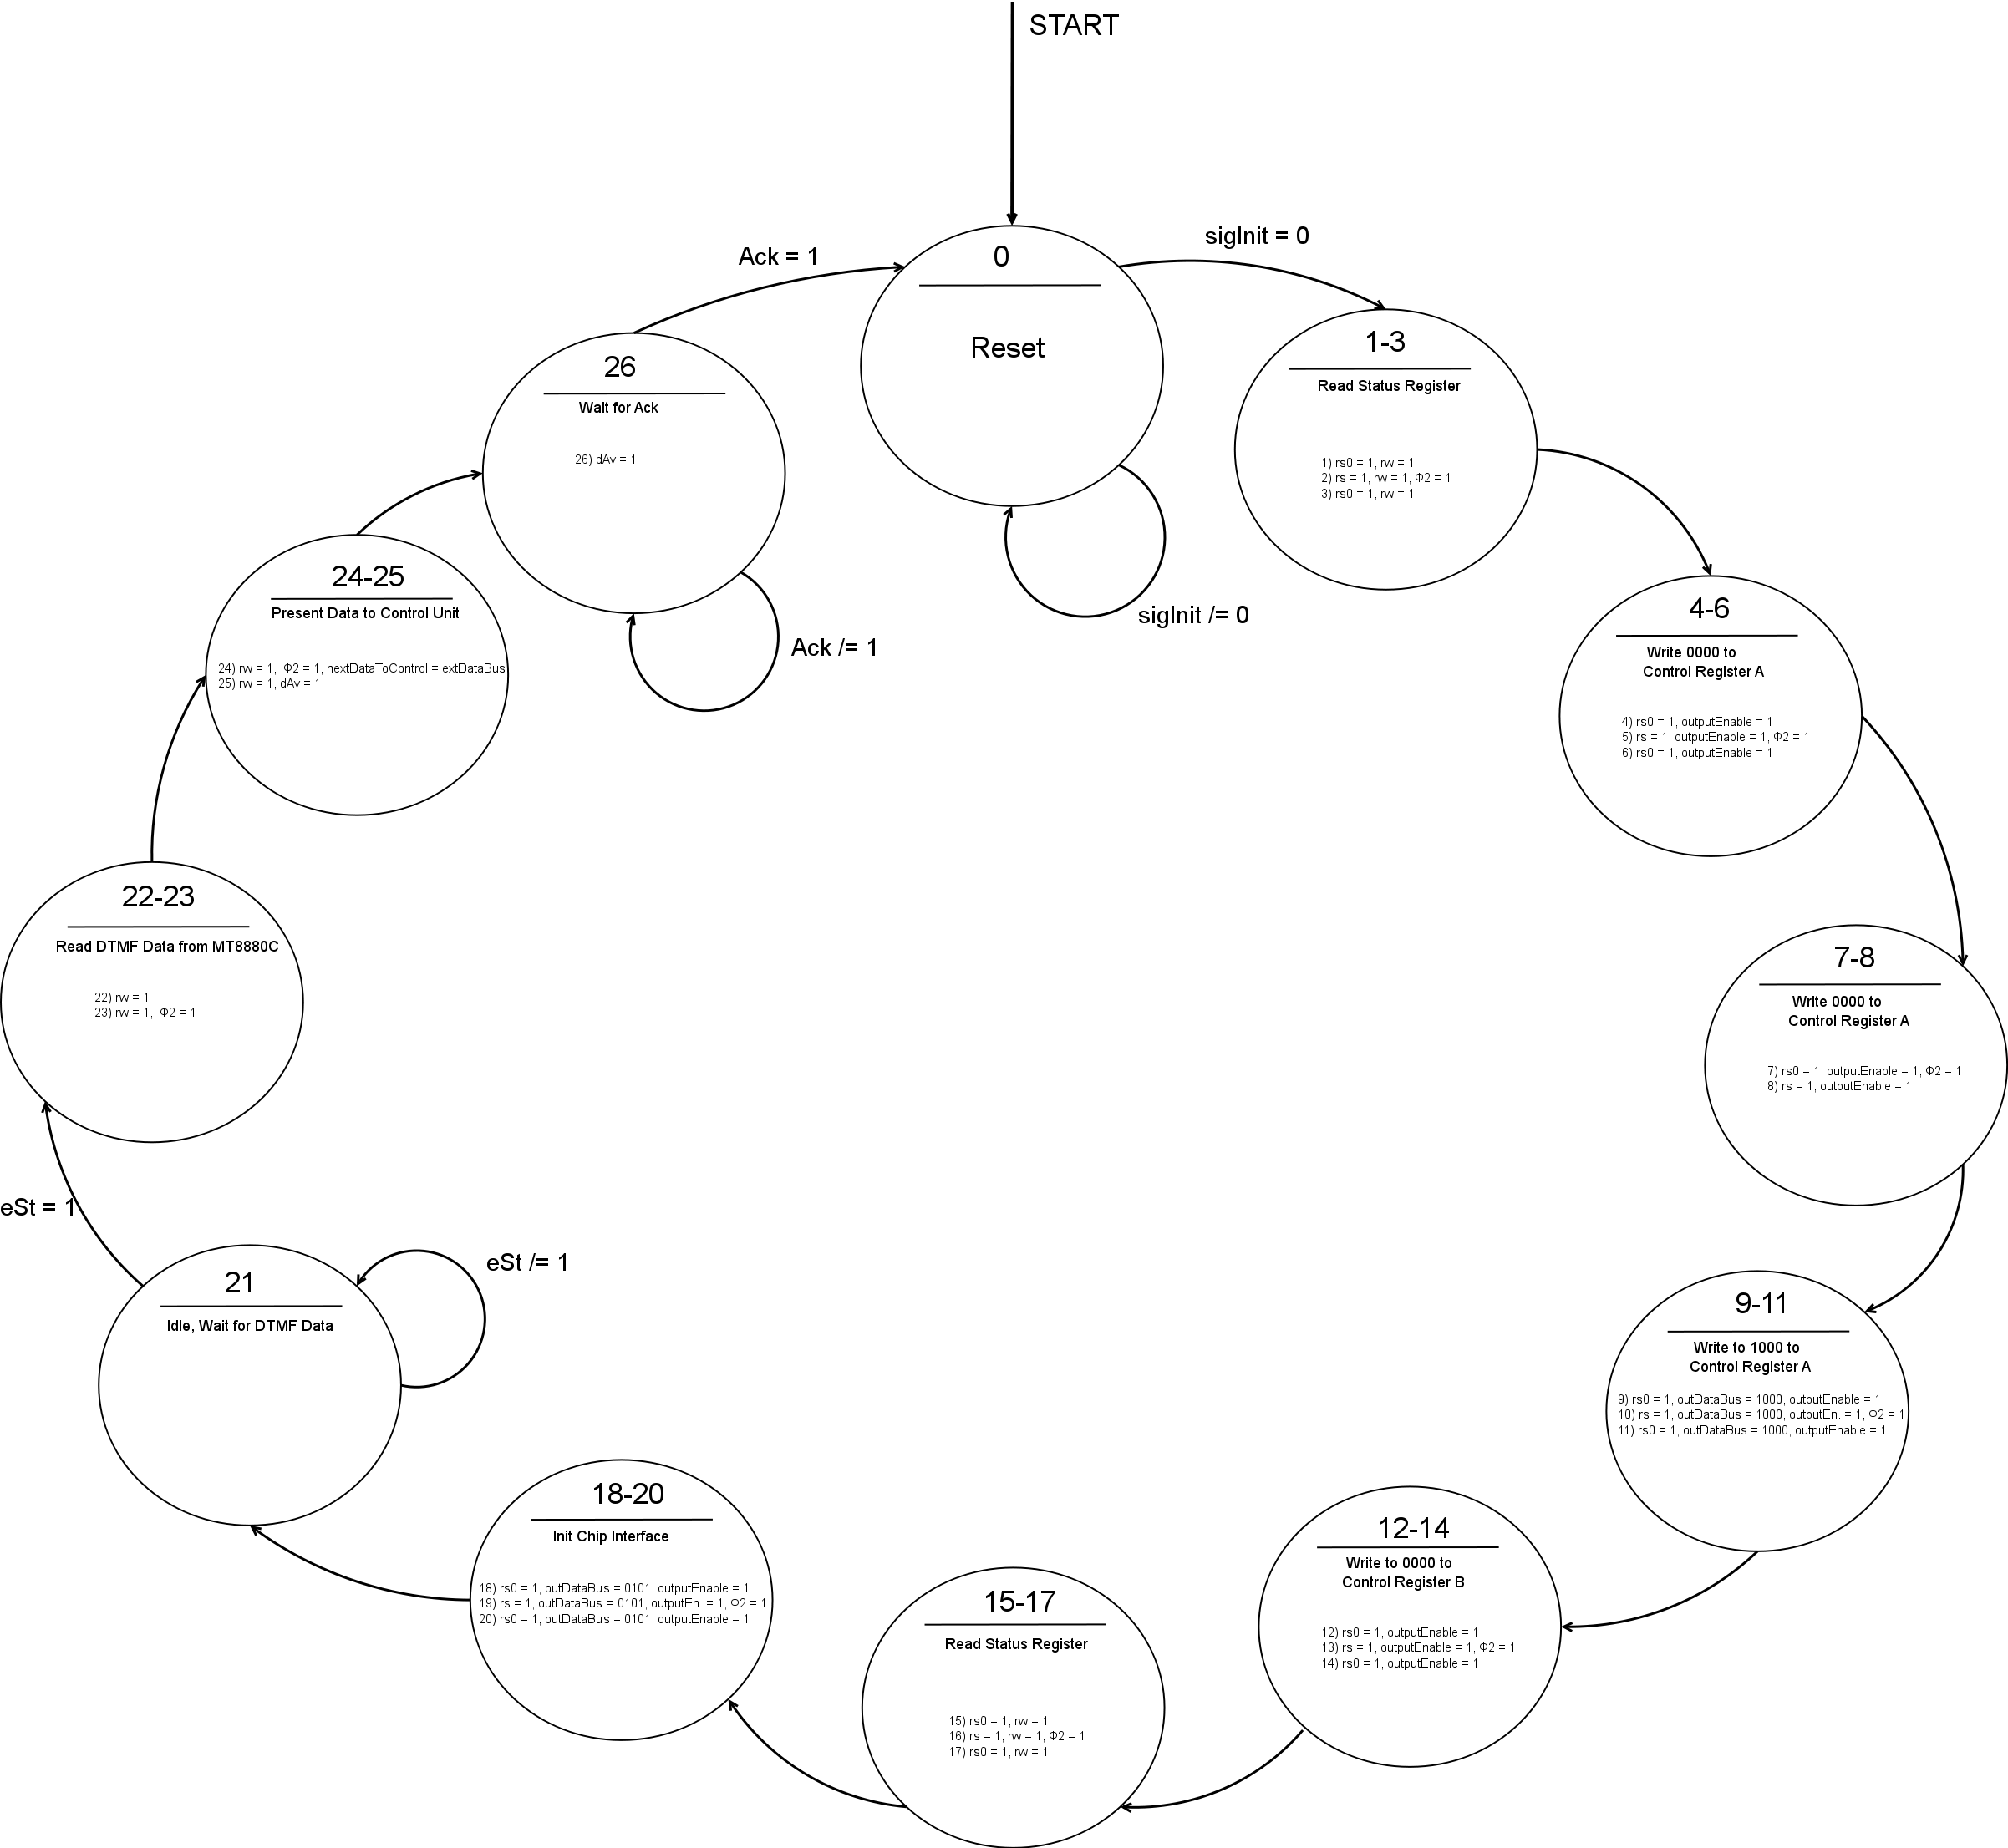 START
0
Reset
sigInit = 0
sigInit /= 0
1-3
Read Status Register
1) rs0 = 1, rw = 1
2) rs = 1, rw = 1, Φ2 = 1
3) rs0 = 1, rw = 1
4-6
Write 0000 to
Control Register A
4) rs0 = 1, outputEnable = 1
5) rs = 1, outputEnable = 1, Φ2 = 1
6) rs0 = 1, outputEnable = 1
7-8
Write 0000 to
Control Register A
7) rs0 = 1, outputEnable = 1, Φ2 = 1
8) rs = 1, outputEnable = 1
9-11
Write to 1000 to
Control Register A
9) rs0 = 1, outDataBus = 1000, outputEnable = 1
10) rs = 1, outDataBus = 1000, outputEn. = 1, Φ2 = 1
11) rs0 = 1, outDataBus = 1000, outputEnable = 1
12-14
Write to 0000 to
Control Register B
12) rs0 = 1, outputEnable = 1
13) rs = 1, outputEnable = 1, Φ2 = 1
14) rs0 = 1, outputEnable = 1
15-17
Read Status Register
15) rs0 = 1, rw = 1
16) rs = 1, rw = 1, Φ2 = 1
17) rs0 = 1, rw = 1
18-20
Init Chip Interface
18) rs0 = 1, outDataBus = 0101, outputEnable = 1
19) rs = 1, outDataBus = 0101, outputEn. = 1, Φ2 = 1
20) rs0 = 1, outDataBus = 0101, outputEnable = 1
21
Idle, Wait for DTMF Data
eSt /= 1
eSt = 1
22-23
Read DTMF Data from MT8880C
22) rw = 1
23) rw = 1, Φ2 = 1
24-25
Present Data to Control Unit
24) rw = 1, Φ2 = 1, nextDataToControl = extDataBus
25) rw = 1, dAv = 1
26
Wait for Ack
26) dAv = 1
Ack /= 1
Ack = 1